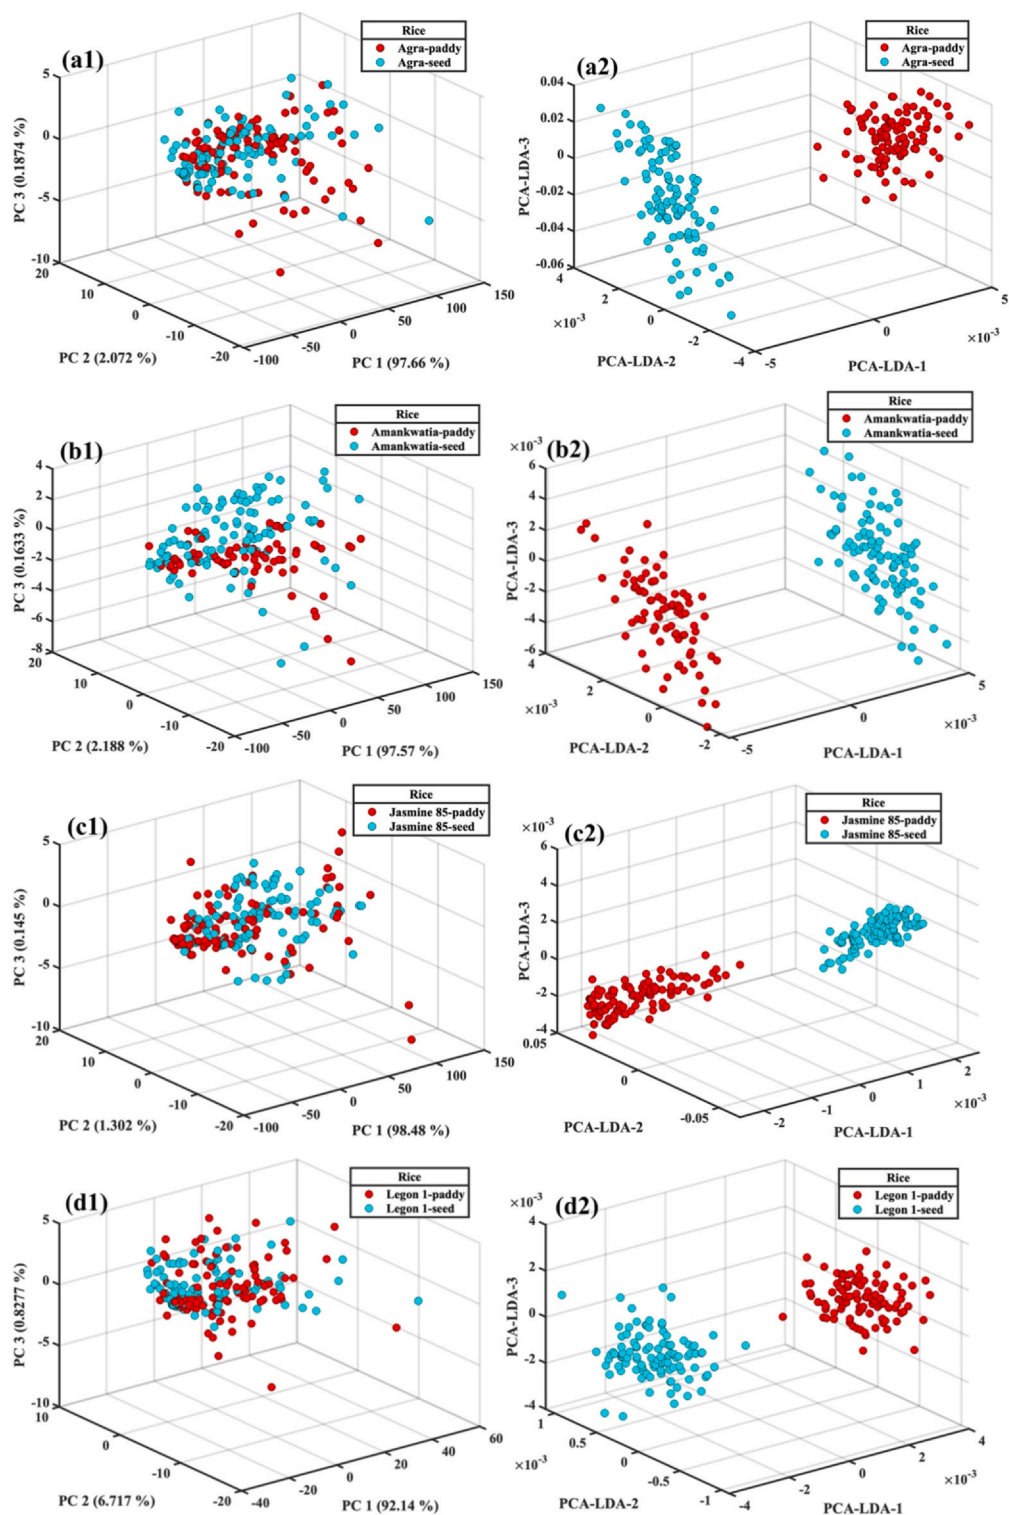 (a1)
Rice
Agra-paddy
Agra-seed
5
0
-5
-10
PC 3 (0.1874 %)
20
10
0
-10
-20
PC 2 (2.072 %)
-100
-50
0
50
100
150
PC 1 (97.66 %)
(a2)
Rice
Agra-paddy
Agra-seed
0.04
0.02
0
-0.02
-0.04
-0.06
PCA-LDA-3
4
2
0
-2
-4
×10⁻³
PCA-LDA-2
-5
0
5
×10⁻³
PCA-LDA-1
(b1)
Rice
Amankwatia-paddy
Amankwatia-seed
4
2
0
-2
-4
-6
-8
PC 3 (0.1633 %)
20
10
0
-10
-20
PC 2 (2.188 %)
-100
-50
0
50
100
150
PC 1 (97.57 %)
(b2)
Rice
Amankwatia-paddy
Amankwatia-seed
×10⁻³
6
4
2
0
-2
-4
-6
PCA-LDA-3
4
2
0
-2
×10⁻³
PCA-LDA-2
-5
0
5
×10⁻³
PCA-LDA-1
(c1)
Rice
Jasmine 85-paddy
Jasmine 85-seed
5
0
-5
-10
PC 3 (0.145 %)
20
10
0
-10
-20
PC 2 (1.302 %)
-100
-50
0
50
100
150
PC 1 (98.48 %)
(c2)
Rice
Jasmine 85-paddy
Jasmine 85-seed
×10⁻³
6
4
2
0
-2
-4
PCA-LDA-3
0.05
0
-0.05
PCA-LDA-2
-2
-1
0
1
2
×10⁻³
PCA-LDA-1
(d1)
Rice
Legon 1-paddy
Legon 1-seed
5
0
-5
-10
PC 3 (0.8277 %)
10
0
-10
-20
PC 2 (6.717 %)
-40
-20
0
20
40
60
PC 1 (92.14 %)
(d2)
Rice
Legon 1-paddy
Legon 1-seed
×10⁻³
4
2
0
-2
-4
PCA-LDA-3
1
0.5
0
-0.5
-1
×10⁻³
PCA-LDA-2
-4
-2
0
2
4
×10⁻³
PCA-LDA-1